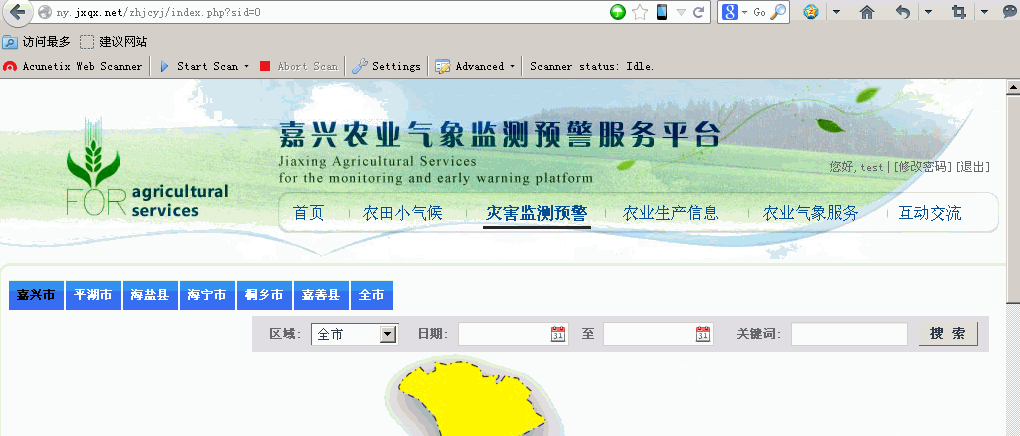 ny.jxqx.net/zhjcyj/index.php?sid=0
Go
访问最多 建议网站
Acunetix Web Scanner Start Scan Abort Scan Settings Advanced Scanner status: Idle.
嘉兴农业气象监测预警服务平台
Jiaxing Agricultural Services
for the monitoring and early warning platform
FOR agricultural services
您好, test | [修改密码] [退出]
首页 农田小气候 灾害监测预警 农业生产信息 农业气象服务 互动交流
嘉兴市 平湖市 海盐县 海宁市 桐乡市 嘉善县 全市
区域: 全市 日期: 31 至 31 关键词: 搜 索